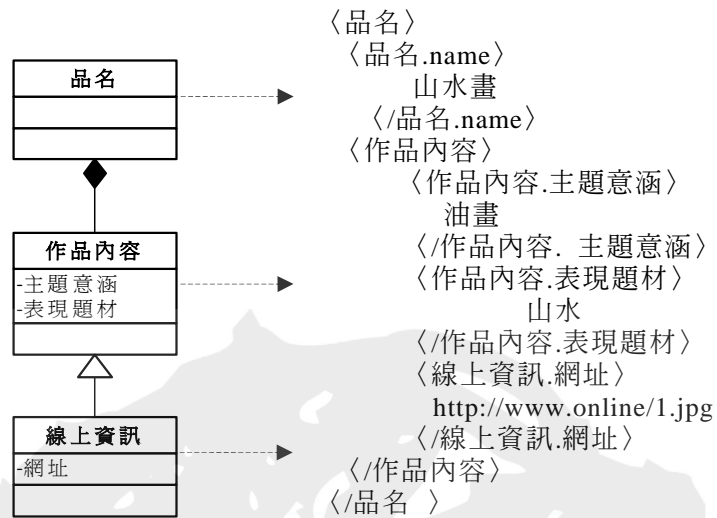 品名
作品內容
-主題意涵
-表現題材
線上資訊
-網址
〈品名〉
〈品名.name〉
山水畫
〈/品名.name〉
〈作品內容〉
〈作品內容.主題意涵〉
油畫
〈/作品內容. 主題意涵〉
〈作品內容.表現題材〉
山水
〈/作品內容.表現題材〉
〈線上資訊.網址〉
http://www.online/1.jpg
〈/線上資訊.網址〉
〈/作品內容〉
〈/品名 〉